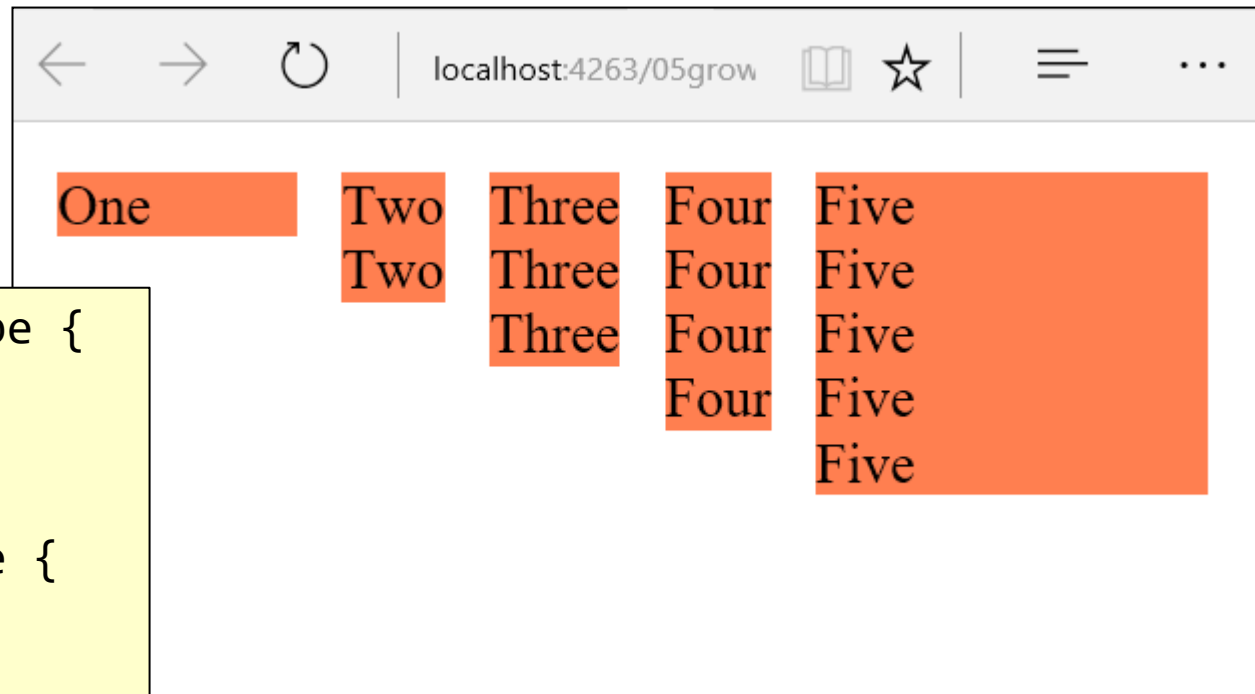 localhost:4263/05grow
One Two Three Four Five
Two Three Four Five
Three Four Five
Four Five
Five
{
{